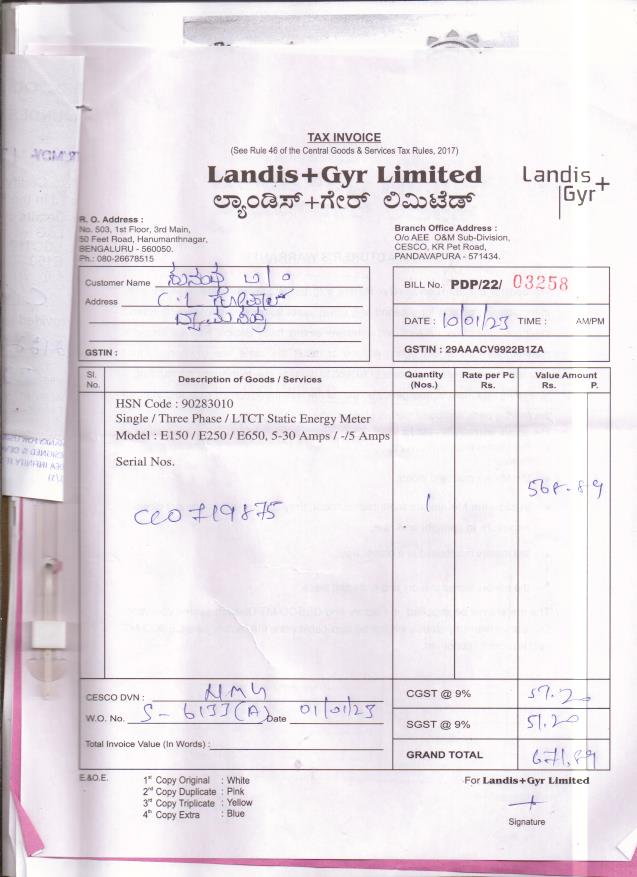 TAX INVOICE
(See Rule 46 of the Central Goods & Services Tax Rules, 2017)
Landis+Gyr Limited
ಲ್ಯಾಂಡಿಸ್+ಗೇರ್ ಲಿಮಿಟೆಡ್
Landis+
Gyr
R. O. Address :
No. 503, 1st Floor, 3rd Main,
50 Feet Road, Hanumanthnagar,
BENGALURU - 560050.
Ph.: 080-26678515
Branch Office Address :
O/o AEE O&M Sub-Division,
CESCO, KR Pet Road,
PANDAVAPURA - 571434.
Customer Name
Address
GSTIN :
BILL No. PDP/22/ 03258
DATE : 10/01/23 TIME : AM/PM
GSTIN : 29AAACV9922B1ZA
Sl. No. Description of Goods / Services Quantity (Nos.) Rate per Pc Rs. Value Amount Rs. P.
HSN Code : 90283010
Single / Three Phase / LTCT Static Energy Meter
Model : E150 / E250 / E650, 5-30 Amps / -/5 Amps
Serial Nos.
CCO719875 1 568-89
CESCO DVN :
W.O. No. S-6133(A) Date 01/01/23
Total Invoice Value (In Words) :
CGST @ 9%
SGST @ 9% 51.20
GRAND TOTAL 671.89
E.&O.E.
1st Copy Original : White
2nd Copy Duplicate : Pink
3rd Copy Triplicate : Yellow
4th Copy Extra : Blue
For Landis+Gyr Limited
Signature